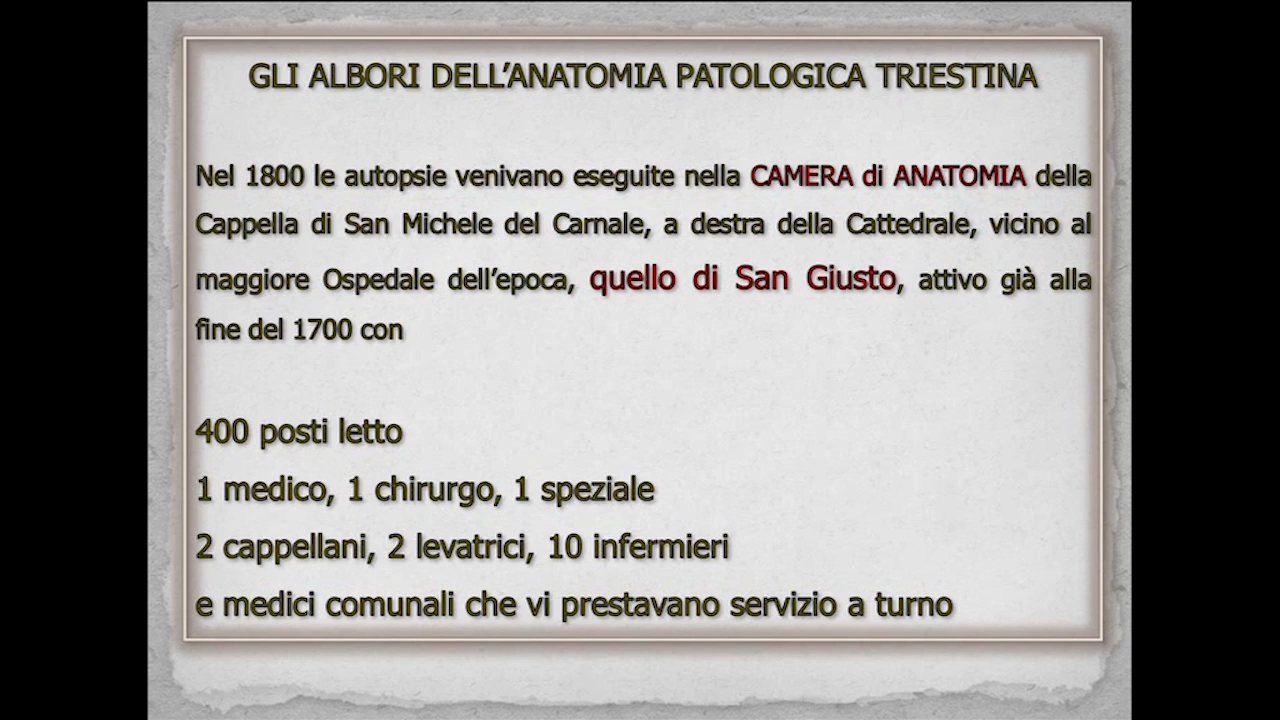 GLI ALBORI DELL'ANATOMIA PATOLOGICA TRIESTINA
Nel 1800 le autopsie venivano eseguite nella CAMERA di ANATOMIA della
Cappella di San Michele del Carnale, a destra della Cattedrale, vicino al
maggiore Ospedale dell'epoca, quello di San Giusto, attivo già alla
fine del 1700 con
400 posti letto
1 medico, 1 chirurgo, 1 speziale
2 cappellani, 2 levatrici, 10 infermieri
e medici comunali che vi prestavano servizio a turno